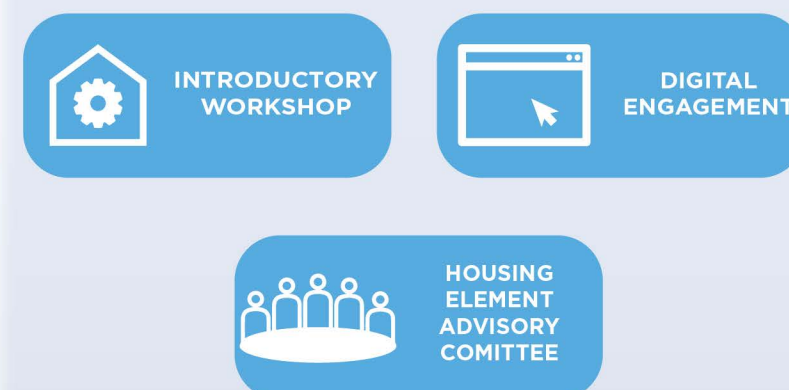 INTRODUCTORY
WORKSHOP
DIGITAL
ENGAGEMENT
HOUSING
ELEMENT
ADVISORY
COMITTEE